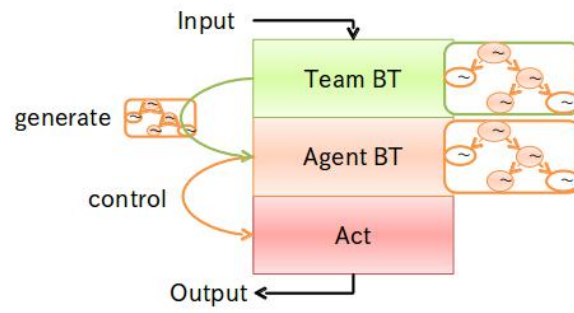 Input
Team BT
generate
Agent BT
control
Act
Output